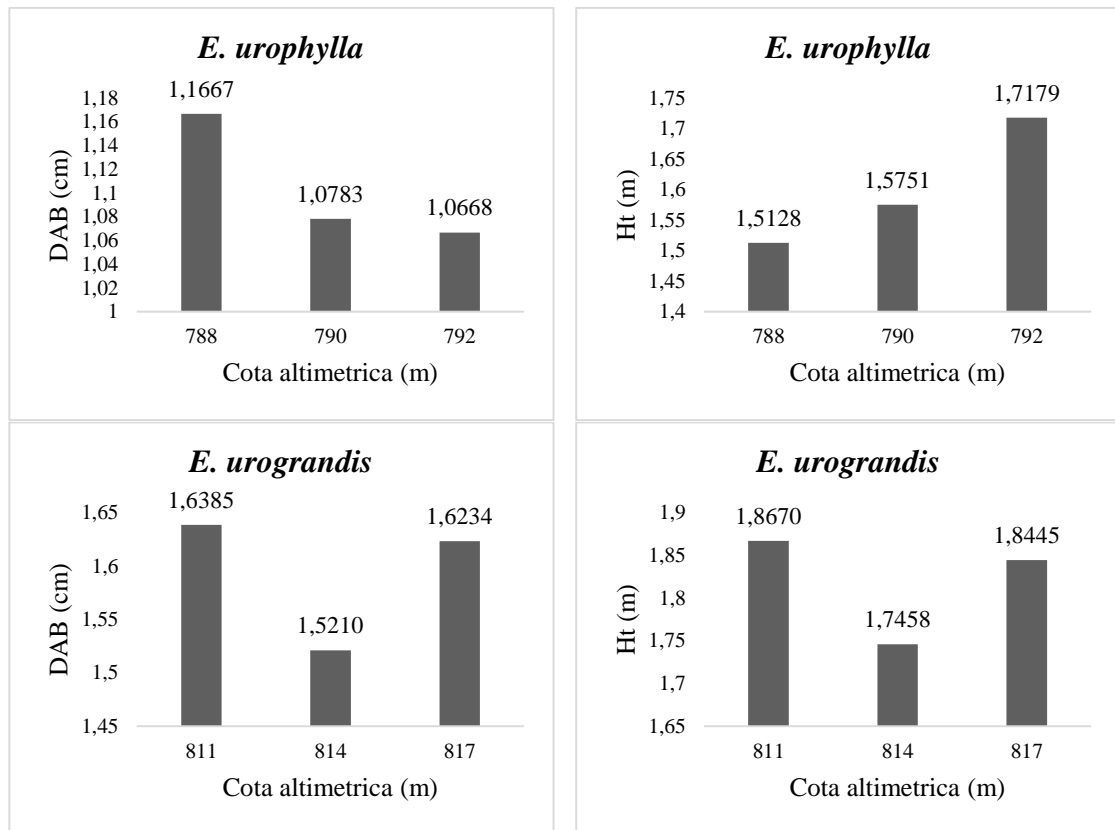 E. urophylla
1,1667
1,0783
1,0668
1,18
1,16
1,14
1,12
1,1
1,08
1,06
1,04
1,02
1
DAB (cm)
788 790 792
Cota altimetrica (m)
E. urophylla
1,5128
1,5751
1,7179
1,75
1,7
1,65
1,6
1,55
1,5
1,45
1,4
Ht (m)
788 790 792
Cota altimetrica (m)
E. urograndis
1,6385
1,5210
1,6234
1,65
1,6
1,55
1,5
1,45
DAB (cm)
811 814 817
Cota altimetrica (m)
E. urograndis
1,8670
1,7458
1,8445
1,9
1,85
1,8
1,75
1,7
1,65
Ht (m)
811 814 817
Cota altimetrica (m)